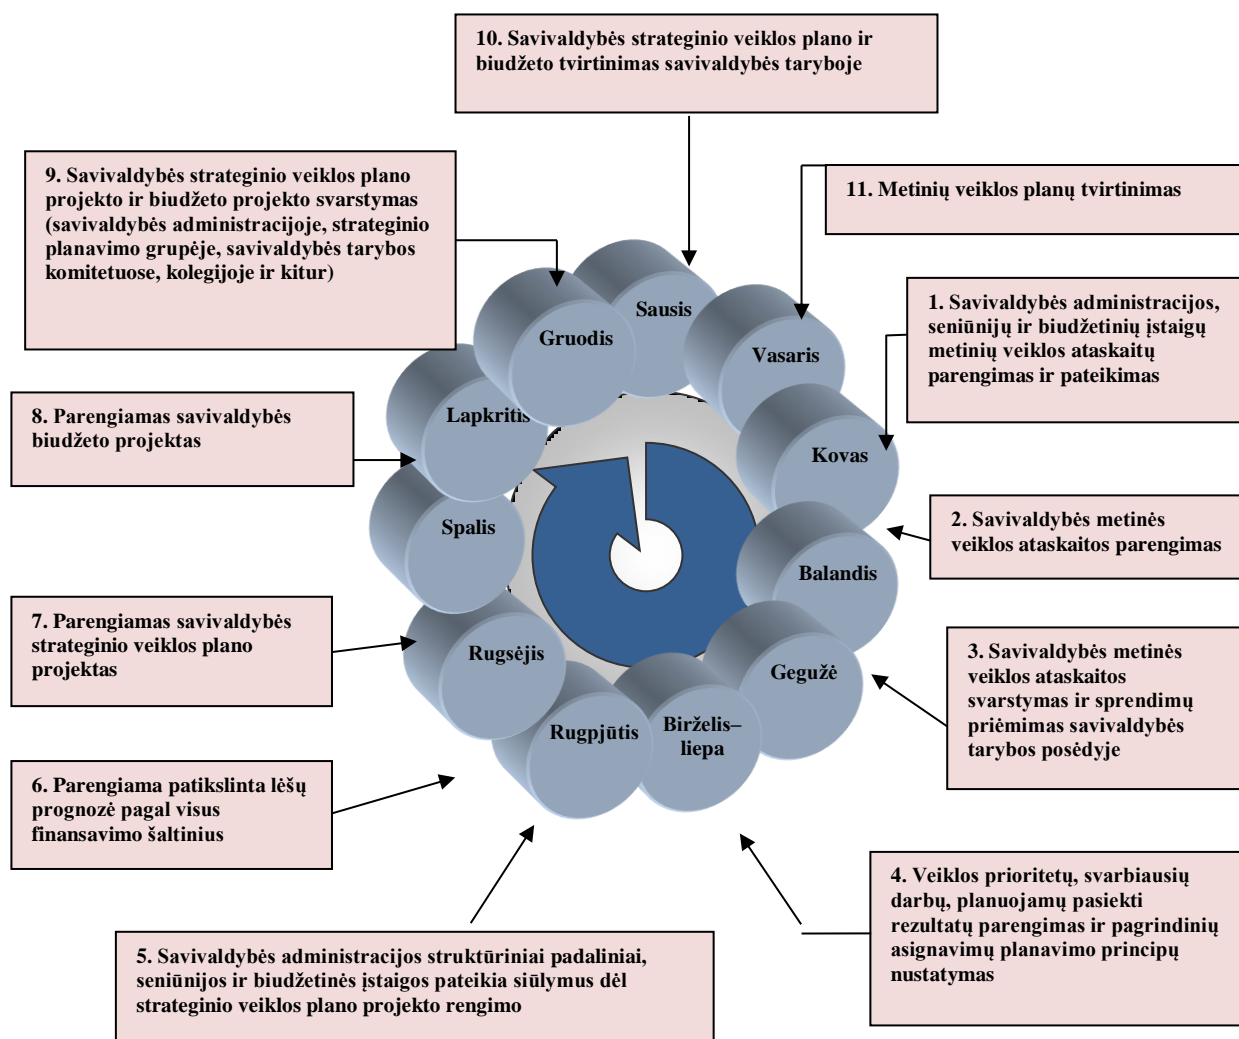 10. Savivaldybės strateginio veiklos plano ir
biudžeto tvirtinimas savivaldybės taryboje
9. Savivaldybės strateginio veiklos plano
projekto ir biudžeto projekto svarstymas
(savivaldybės administracijoje, strateginio
planavimo grupėje, savivaldybės tarybos
komitetuose, kolegijoje ir kitur)
11. Metinių veiklos planų tvirtinimas
1. Savivaldybės administracijos,
seniūnijų ir biudžetinių įstaigų
metinių veiklos ataskaitų
parengimas ir pateikimas
Sausis
Gruodis
Vasaris
8. Parengiamas savivaldybės
biudžeto projektas
Lapkritis
Kovas
Spalis
2. Savivaldybės metinės
veiklos ataskaitos parengimas
Balandis
7. Parengiamas savivaldybės
strateginio veiklos plano
projektas
Rugsėjis
Gegužė
3. Savivaldybės metinės
veiklos ataskaitos
svarstymas ir sprendimų
priėmimas savivaldybės
tarybos posėdyje
Rugpjūtis
Birželis–
liepa
6. Parengiama patikslinta lėšų
prognozė pagal visus
finansavimo šaltinius
4. Veiklos prioritetų, svarbiausių
darbų, planuojamų pasiekti
rezultatų parengimas ir pagrindinių
asignavimų planavimo principų
nustatymas
5. Savivaldybės administracijos struktūriniai padaliniai,
seniūnijos ir biudžetinės įstaigos pateikia siūlymus dėl
strateginio veiklos plano projekto rengimo